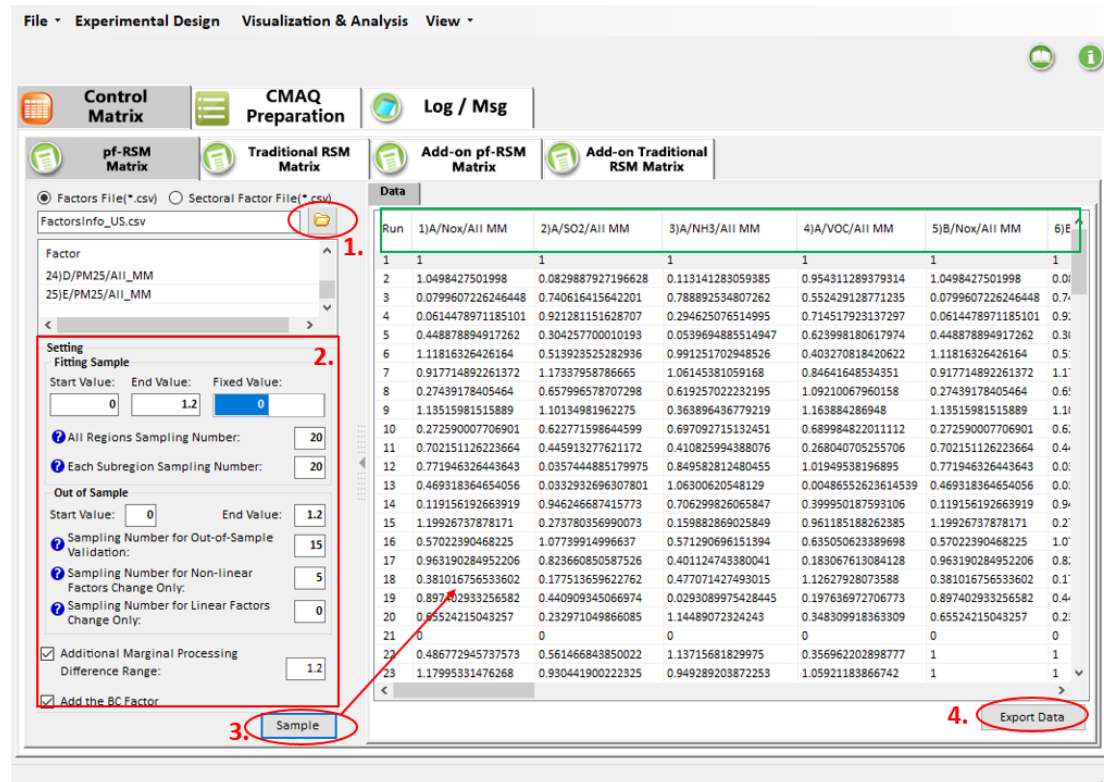 File Experimental Design Visualization & Analysis View
Control Matrix
CMAQ Preparation
Log / Msg
pf-RSM Matrix
Traditional RSM Matrix
Add-on pf-RSM Matrix
Add-on Traditional RSM Matrix
Factors File(*.csv) Sectoral Factor File(*.csv)
FactorsInfo_US.csv
1.
Factor
24)D/PM25/All_MM
25)E/PM25/All_MM
2.
Setting
Fitting Sample
Start Value: End Value: Fixed Value:
0 1.2 0
All Regions Sampling Number: 20
Each Subregion Sampling Number: 20
Out of Sample
Start Value: 0 End Value: 1.2
Sampling Number for Out-of-Sample Validation: 15
Sampling Number for Non-linear Factors Change Only: 5
Sampling Number for Linear Factors Change Only: 0
Additional Marginal Processing
Difference Range: 1.2
Add the BC Factor
3. Sample
Data
Run 1)A/Nox/All MM 2)A/SO2/All MM 3)A/NH3/All MM 4)A/VOC/All MM 5)B/Nox/All MM
1 1 1 1 1 1 1
2 1.0498427501998 0.0829887927196628 0.113141283059385 0.954311289379314 1.0498427501998
3 0.0799607226246448 0.740616415642201 0.788892534807262 0.552429128771235 0.0799607226246448
4 0.0614478971185101 0.921281151628707 0.294625076514995 0.714517923137297 0.0614478971185101
5 0.448878894917262 0.304257700010193 0.0539694885514947 0.623998180617974 0.448878894917262
6 1.11816326426164 0.513923525282936 0.991251702948526 0.403270818420622 1.11816326426164
7 0.917714892261372 1.17337958786665 1.06145381059168 0.84641648534351 0.917714892261372
8 0.27439178405464 0.657996578707298 0.619257022232195 1.09210067960158 0.27439178405464
9 1.13515981515889 1.10134981962275 0.363896436779219 1.163884286948 1.13515981515889
10 0.272590007706901 0.622771598644599 0.697092715132451 0.689984822011112 0.272590007706901
11 0.702151126223664 0.445913277621172 0.410825994388076 0.268040705255706 0.702151126223664
12 0.771946326443643 0.0357444885179975 0.849582812480455 1.01949538196895 0.771946326443643
13 0.469318364654056 0.0332932696307801 1.06300620548129 0.00486552623614539 0.469318364654056
14 0.119156192663919 0.946246687415773 0.706299826065847 0.399950187593106 0.119156192663919
15 1.19926737878171 0.273780356990073 0.159882869025849 0.961185188262385 1.19926737878171
16 0.57022390468225 1.07739914996637 0.571290696151394 0.635050623389698 0.57022390468225
17 0.963190284952206 0.823660850587526 0.401124743380041 0.183067613084128 0.963190284952206
18 0.381016756533602 0.177513659622762 0.477071427493015 1.12627928073588 0.381016756533602
19 0.897402933256582 0.440909345066974 0.0293089975428445 0.197636972706773 0.897402933256582
20 0.65524215043257 0.232971049866085 1.14489072324243 0.348309918363309 0.65524215043257
21 0 0 0 0 0 0
22 0.486772945737573 0.561466843850022 1.13715681829975 0.356962202898777 1 1
23 1.17995331476268 0.930441900222325 0.949289203872253 1.05921183866742 1 1
4. Export Data